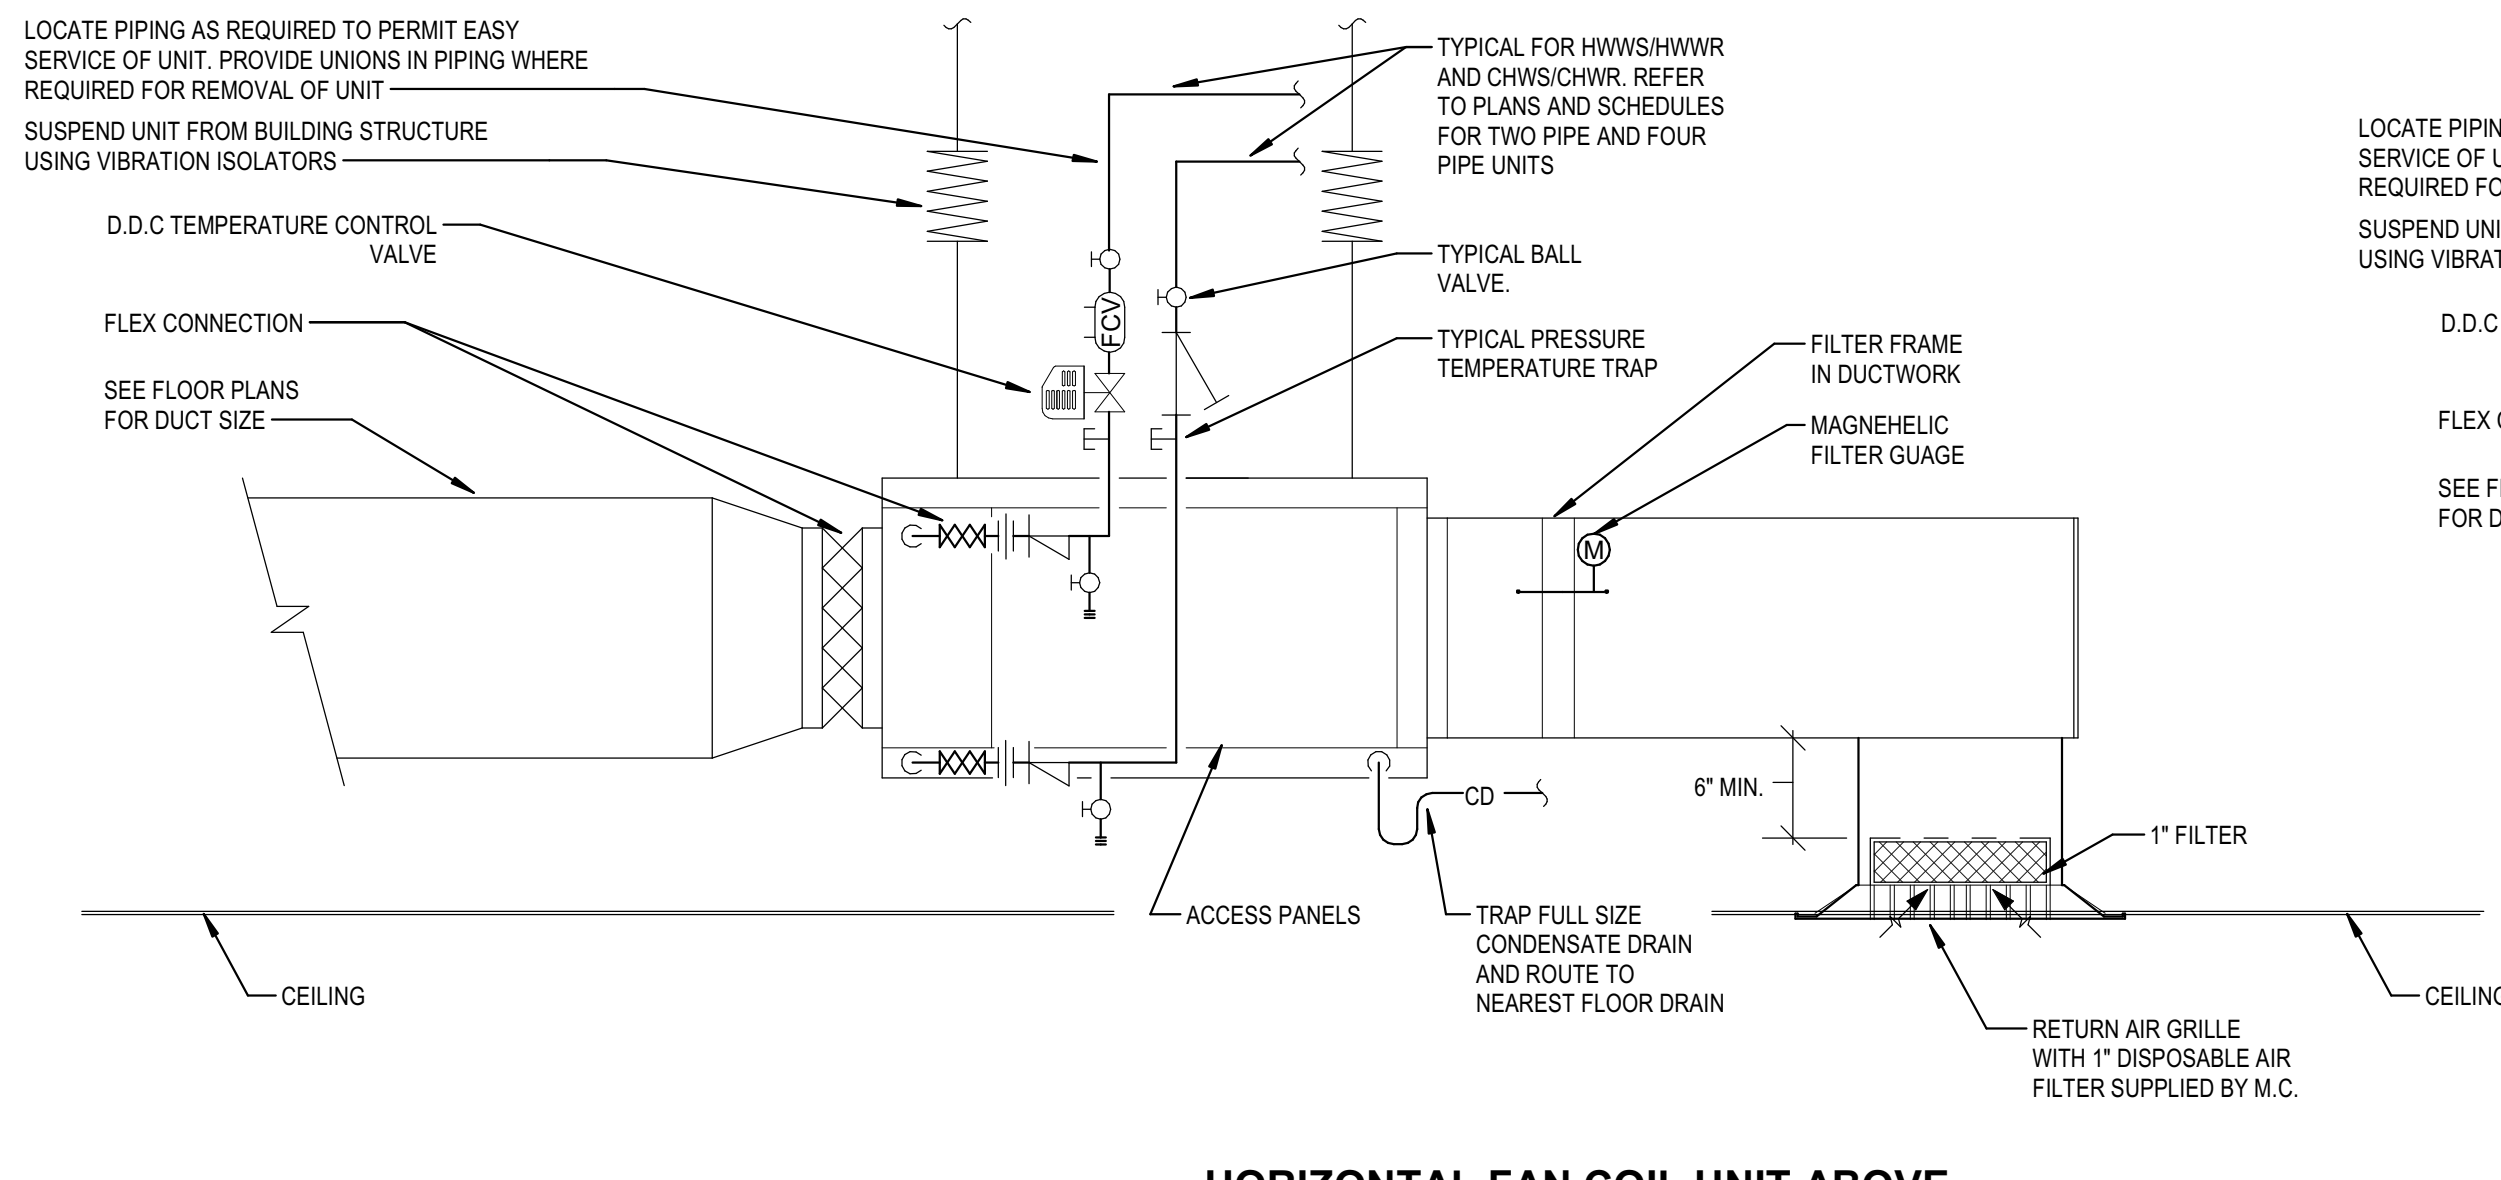 LOCATE PIPING AS REQUIRED TO PERMIT EASY
SERVICE OF UNIT. PROVIDE UNIONS IN PIPING WHERE
REQUIRED FOR REMOVAL OF UNIT
SUSPEND UNIT FROM BUILDING STRUCTURE
USING VIBRATION ISOLATORS
D.D.C TEMPERATURE CONTROL
VALVE
FLEX CONNECTION
SEE FLOOR PLANS
FOR DUCT SIZE
FCV
TYPICAL FOR HWWS/HWWR
AND CHWS/CHWR. REFER
TO PLANS AND SCHEDULES
FOR TWO PIPE AND FOUR
PIPE UNITS
TYPICAL BALL
VALVE.
TYPICAL PRESSURE
TEMPERATURE TRAP
FILTER FRAME
IN DUCTWORK
MAGNEHELIC
FILTER GUAGE
M
6" MIN.
CD
1" FILTER
ACCESS PANELS
TRAP FULL SIZE
CONDENSATE DRAIN
AND ROUTE TO
NEAREST FLOOR DRAIN
CEILING
RETURN AIR GRILLE
WITH 1" DISPOSABLE AIR
FILTER SUPPLIED BY M.C.
CEILING
LOCATE PIPIN
SERVICE OF U
REQUIRED FO
SUSPEND UNI
USING VIBRAT
D.D.C
FLEX
SEE F
FOR D
HORIZONTAL FAN COIL UNIT ABOVE